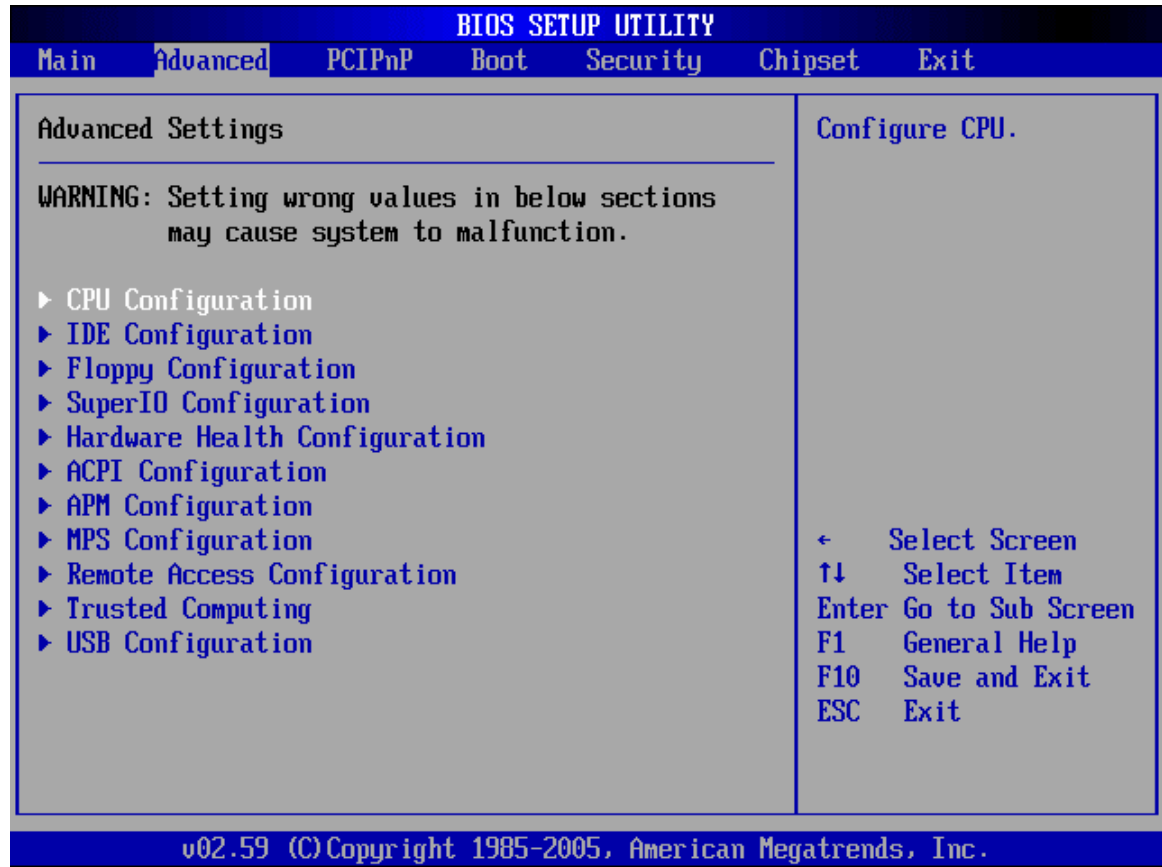 BIOS SETUP UTILITY
Main Advanced PCIPnP Boot Security Chipset Exit
Advanced Settings
WARNING: Setting wrong values in below sections
may cause system to malfunction.
▶ CPU Configuration
▶ IDE Configuration
▶ Floppy Configuration
▶ SuperIO Configuration
▶ Hardware Health Configuration
▶ ACPI Configuration
▶ APM Configuration
▶ MPS Configuration
▶ Remote Access Configuration
▶ Trusted Computing
▶ USB Configuration
Configure CPU.
← Select Screen
↑↓ Select Item
Enter Go to Sub Screen
F1 General Help
F10 Save and Exit
ESC Exit
v02.59 (C)Copyright 1985-2005, American Megatrends, Inc.